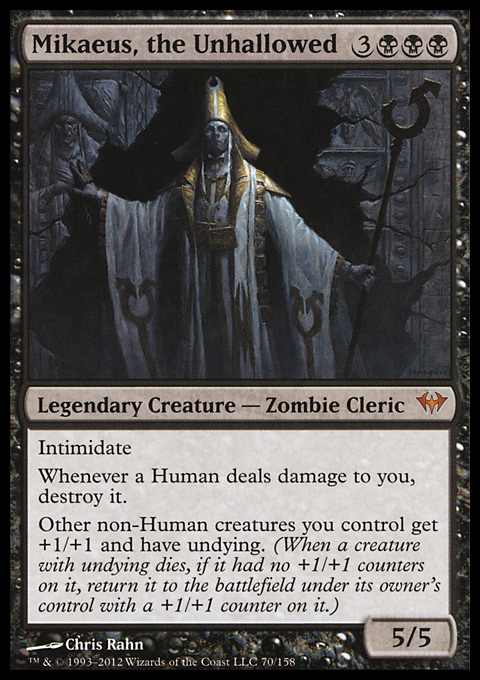 Mikaeus, the Unhallowed 3
Legendary Creature — Zombie Cleric
Intimidate
Whenever a Human deals damage to you,
destroy it.
Other non-Human creatures you control get
+1/+1 and have undying. (When a creature
with undying dies, if it had no +1/+1 counters
on it, return it to the battlefield under its owner's
control with a +1/+1 counter on it.)
5/5
Chris Rahn
™ & © 1993–2012 Wizards of the Coast LLC 70/158